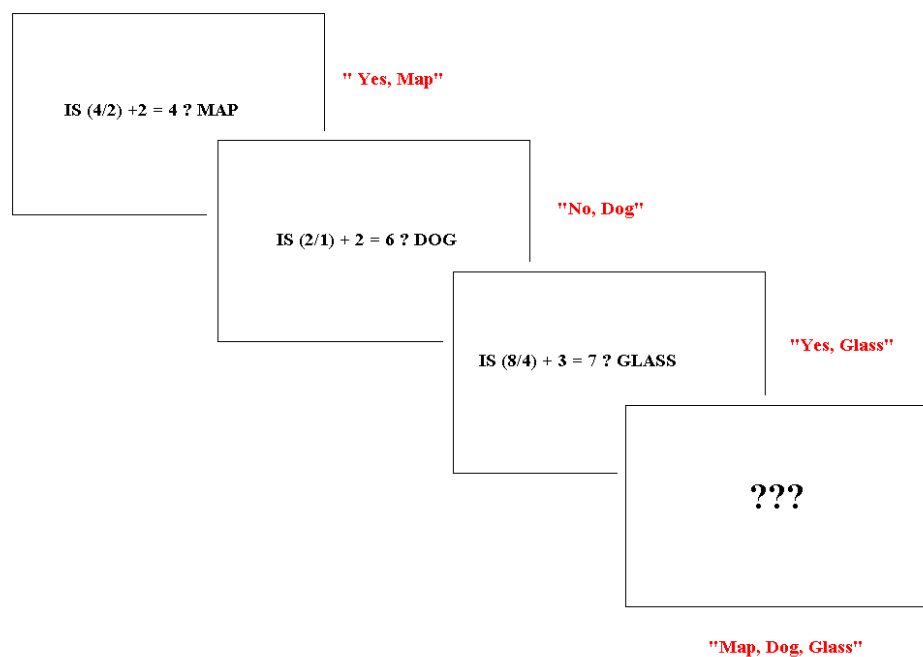 " Yes, Map"
IS (4/2) +2 = 4 ? MAP
"No, Dog"
IS (2/1) + 2 = 6 ? DOG
"Yes, Glass"
IS (8/4) + 3 = 7 ? GLASS
???
"Map, Dog, Glass"